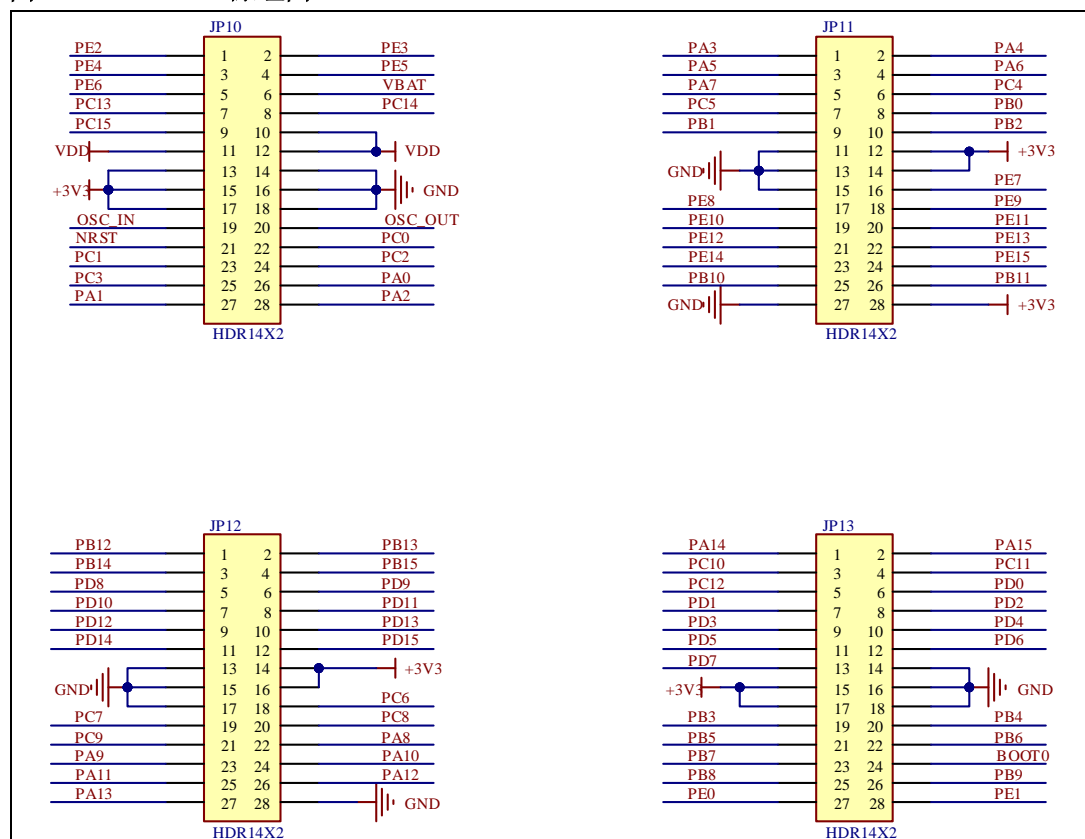 JP10
PE2 1 2 PE3
PE4 3 4 PE5
PE6 5 6 VBAT
PC13 7 8 PC14
PC15 9 10
VDD 11 12 VDD
13 14
+3V3 15 16 GND
17 18
OSC_IN 19 20 OSC_OUT
NRST 21 22 PC0
PC1 23 24 PC2
PC3 25 26 PA0
PA1 27 28 PA2
HDR14X2
JP11
PA3 1 2 PA4
PA5 3 4 PA6
PA7 5 6 PC4
PC5 7 8 PB0
PB1 9 10 PB2
11 12 +3V3
GND 13 14
15 16 PE7
PE8 17 18 PE9
PE10 19 20 PE11
PE12 21 22 PE13
PE14 23 24 PE15
PB10 25 26 PB11
GND 27 28 +3V3
HDR14X2
JP12
PB12 1 2 PB13
PB14 3 4 PB15
PD8 5 6 PD9
PD10 7 8 PD11
PD12 9 10 PD13
PD14 11 12 PD15
13 14 +3V3
GND 15 16
17 18 PC6
PC7 19 20 PC8
PC9 21 22 PA8
PA9 23 24 PA10
PA11 25 26 PA12
PA13 27 28 GND
HDR14X2
JP13
PA14 1 2 PA15
PC10 3 4 PC11
PC12 5 6 PD0
PD1 7 8 PD2
PD3 9 10 PD4
PD5 11 12 PD6
PD7 13 14
+3V3 15 16 GND
17 18
PB3 19 20 PB4
PB5 21 22 PB6
PB7 23 24 BOOT0
PB8 25 26 PB9
PE0 27 28 PE1
HDR14X2